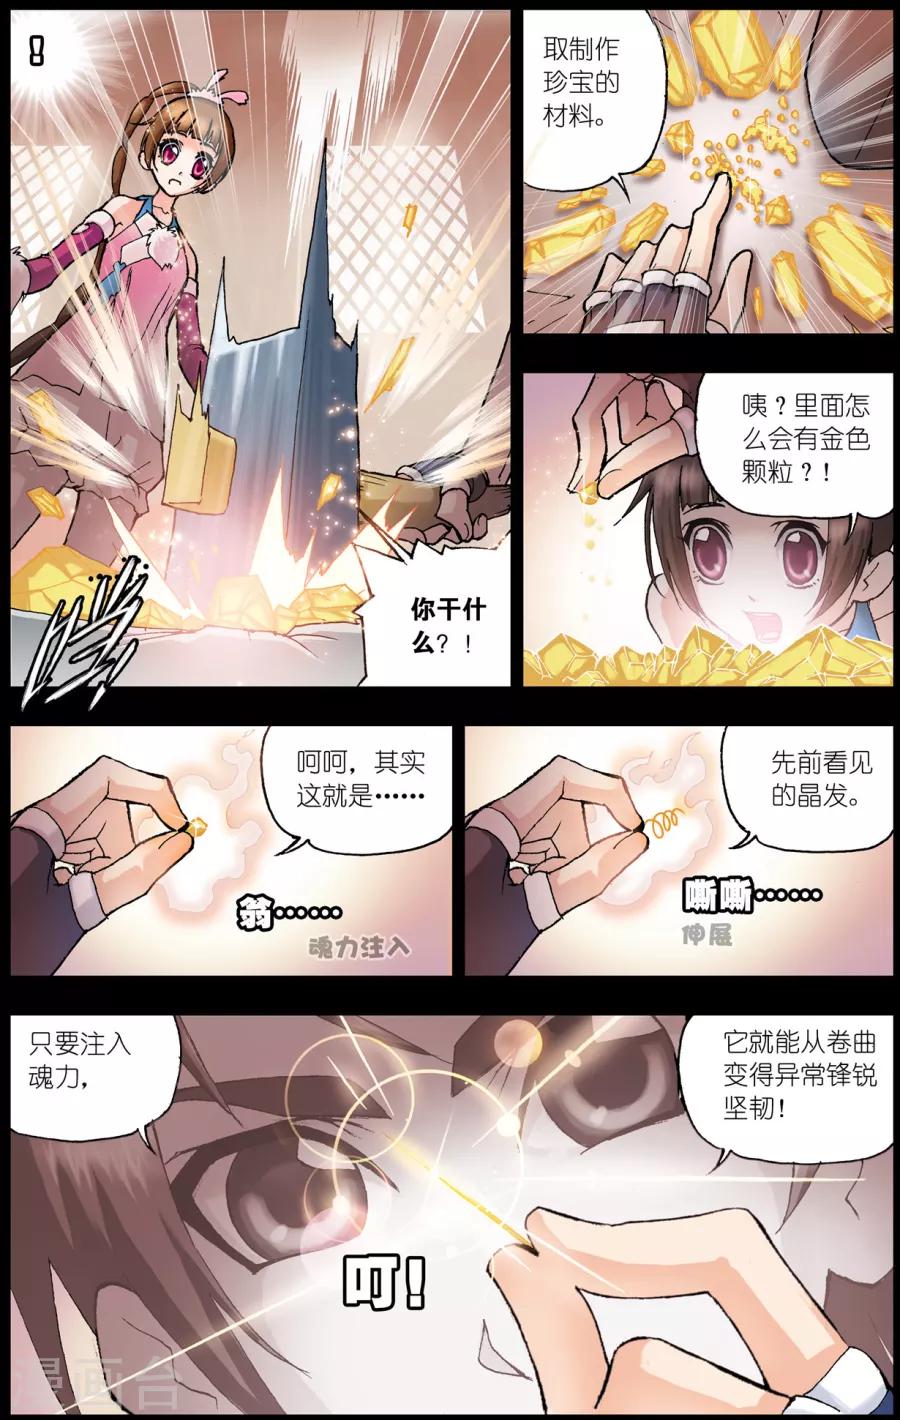 !
你干什
么？！
取制作
珍宝的
材料。
咦？里面怎
么会有金色
颗粒？！
呵呵，其实
这就是……
翁……
魂力注入
先前看见
的晶发。
嘶嘶……
伸展
只要注入
魂力，
它就能从卷曲
变得异常锋锐
坚韧！
叮！
漫画台